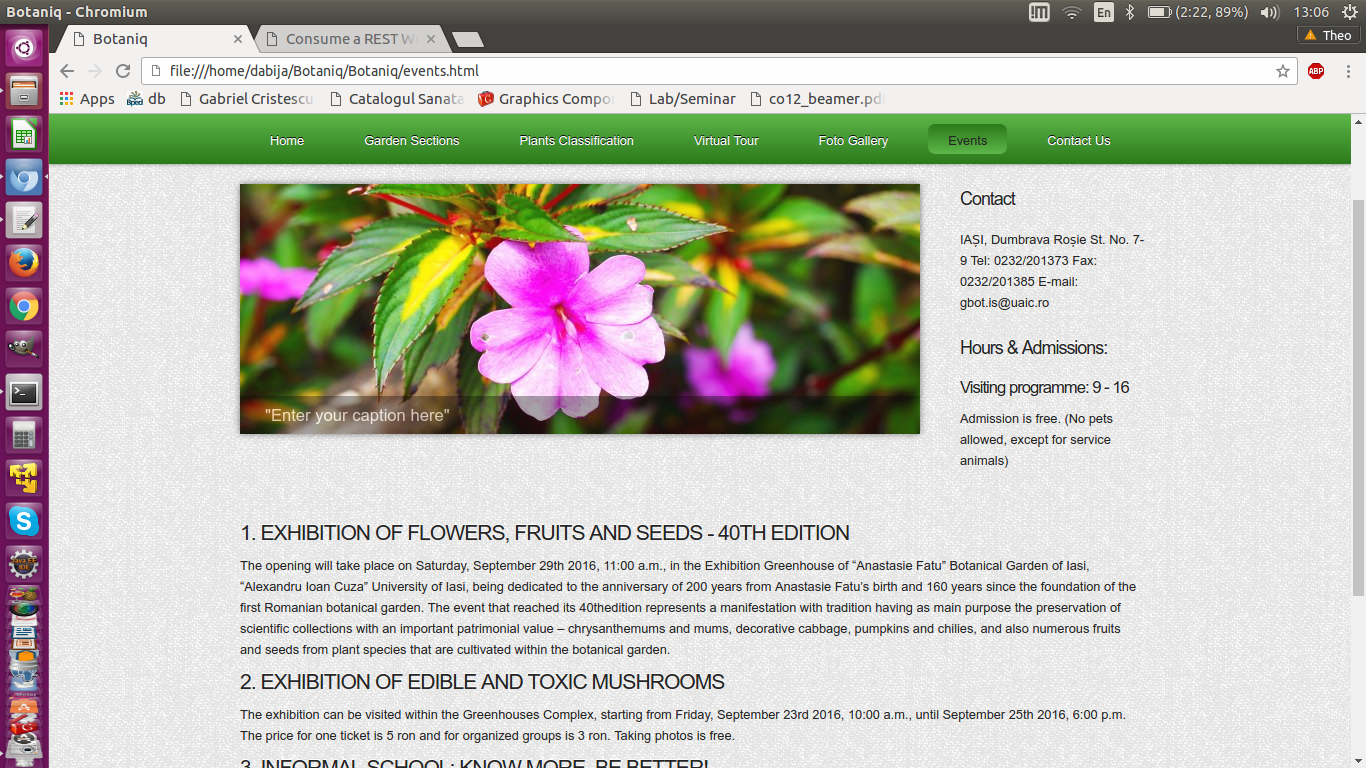 Botaniq - Chromium
En
(2:22, 89%)
13:06
Botaniq
Consume a REST W
Theo
file:///home/dabija/Botaniq/Botaniq/events.html
ABP
Apps
db
Gabriel Cristescu
Catalogul Sanata
Graphics Compo
Lab/Seminar
co12_beamer.pd
Home
Garden Sections
Plants Classification
Virtual Tour
Foto Gallery
Events
Contact Us
"Enter your caption here"
Contact
IAȘI, Dumbrava Roșie St. No. 7-
9 Tel: 0232/201373 Fax:
0232/201385 E-mail:
gbot.is@uaic.ro
Hours & Admissions:
Visiting programme: 9 - 16
Admission is free. (No pets
allowed, except for service
animals)
1. EXHIBITION OF FLOWERS, FRUITS AND SEEDS - 40TH EDITION
The opening will take place on Saturday, September 29th 2016, 11:00 a.m., in the Exhibition Greenhouse of “Anastasie Fatu” Botanical Garden of Iasi,
“Alexandru Ioan Cuza” University of Iasi, being dedicated to the anniversary of 200 years from Anastasie Fatu’s birth and 160 years since the foundation of the
first Romanian botanical garden. The event that reached its 40thedition represents a manifestation with tradition having as main purpose the preservation of
scientific collections with an important patrimonial value – chrysanthemums and mums, decorative cabbage, pumpkins and chilies, and also numerous fruits
and seeds from plant species that are cultivated within the botanical garden.
2. EXHIBITION OF EDIBLE AND TOXIC MUSHROOMS
The exhibition can be visited within the Greenhouses Complex, starting from Friday, September 23rd 2016, 10:00 a.m., until September 25th 2016, 6:00 p.m.
The price for one ticket is 5 ron and for organized groups is 3 ron. Taking photos is free.
3. INFORMAL SCHOOL: KNOW MORE, BE BETTER!